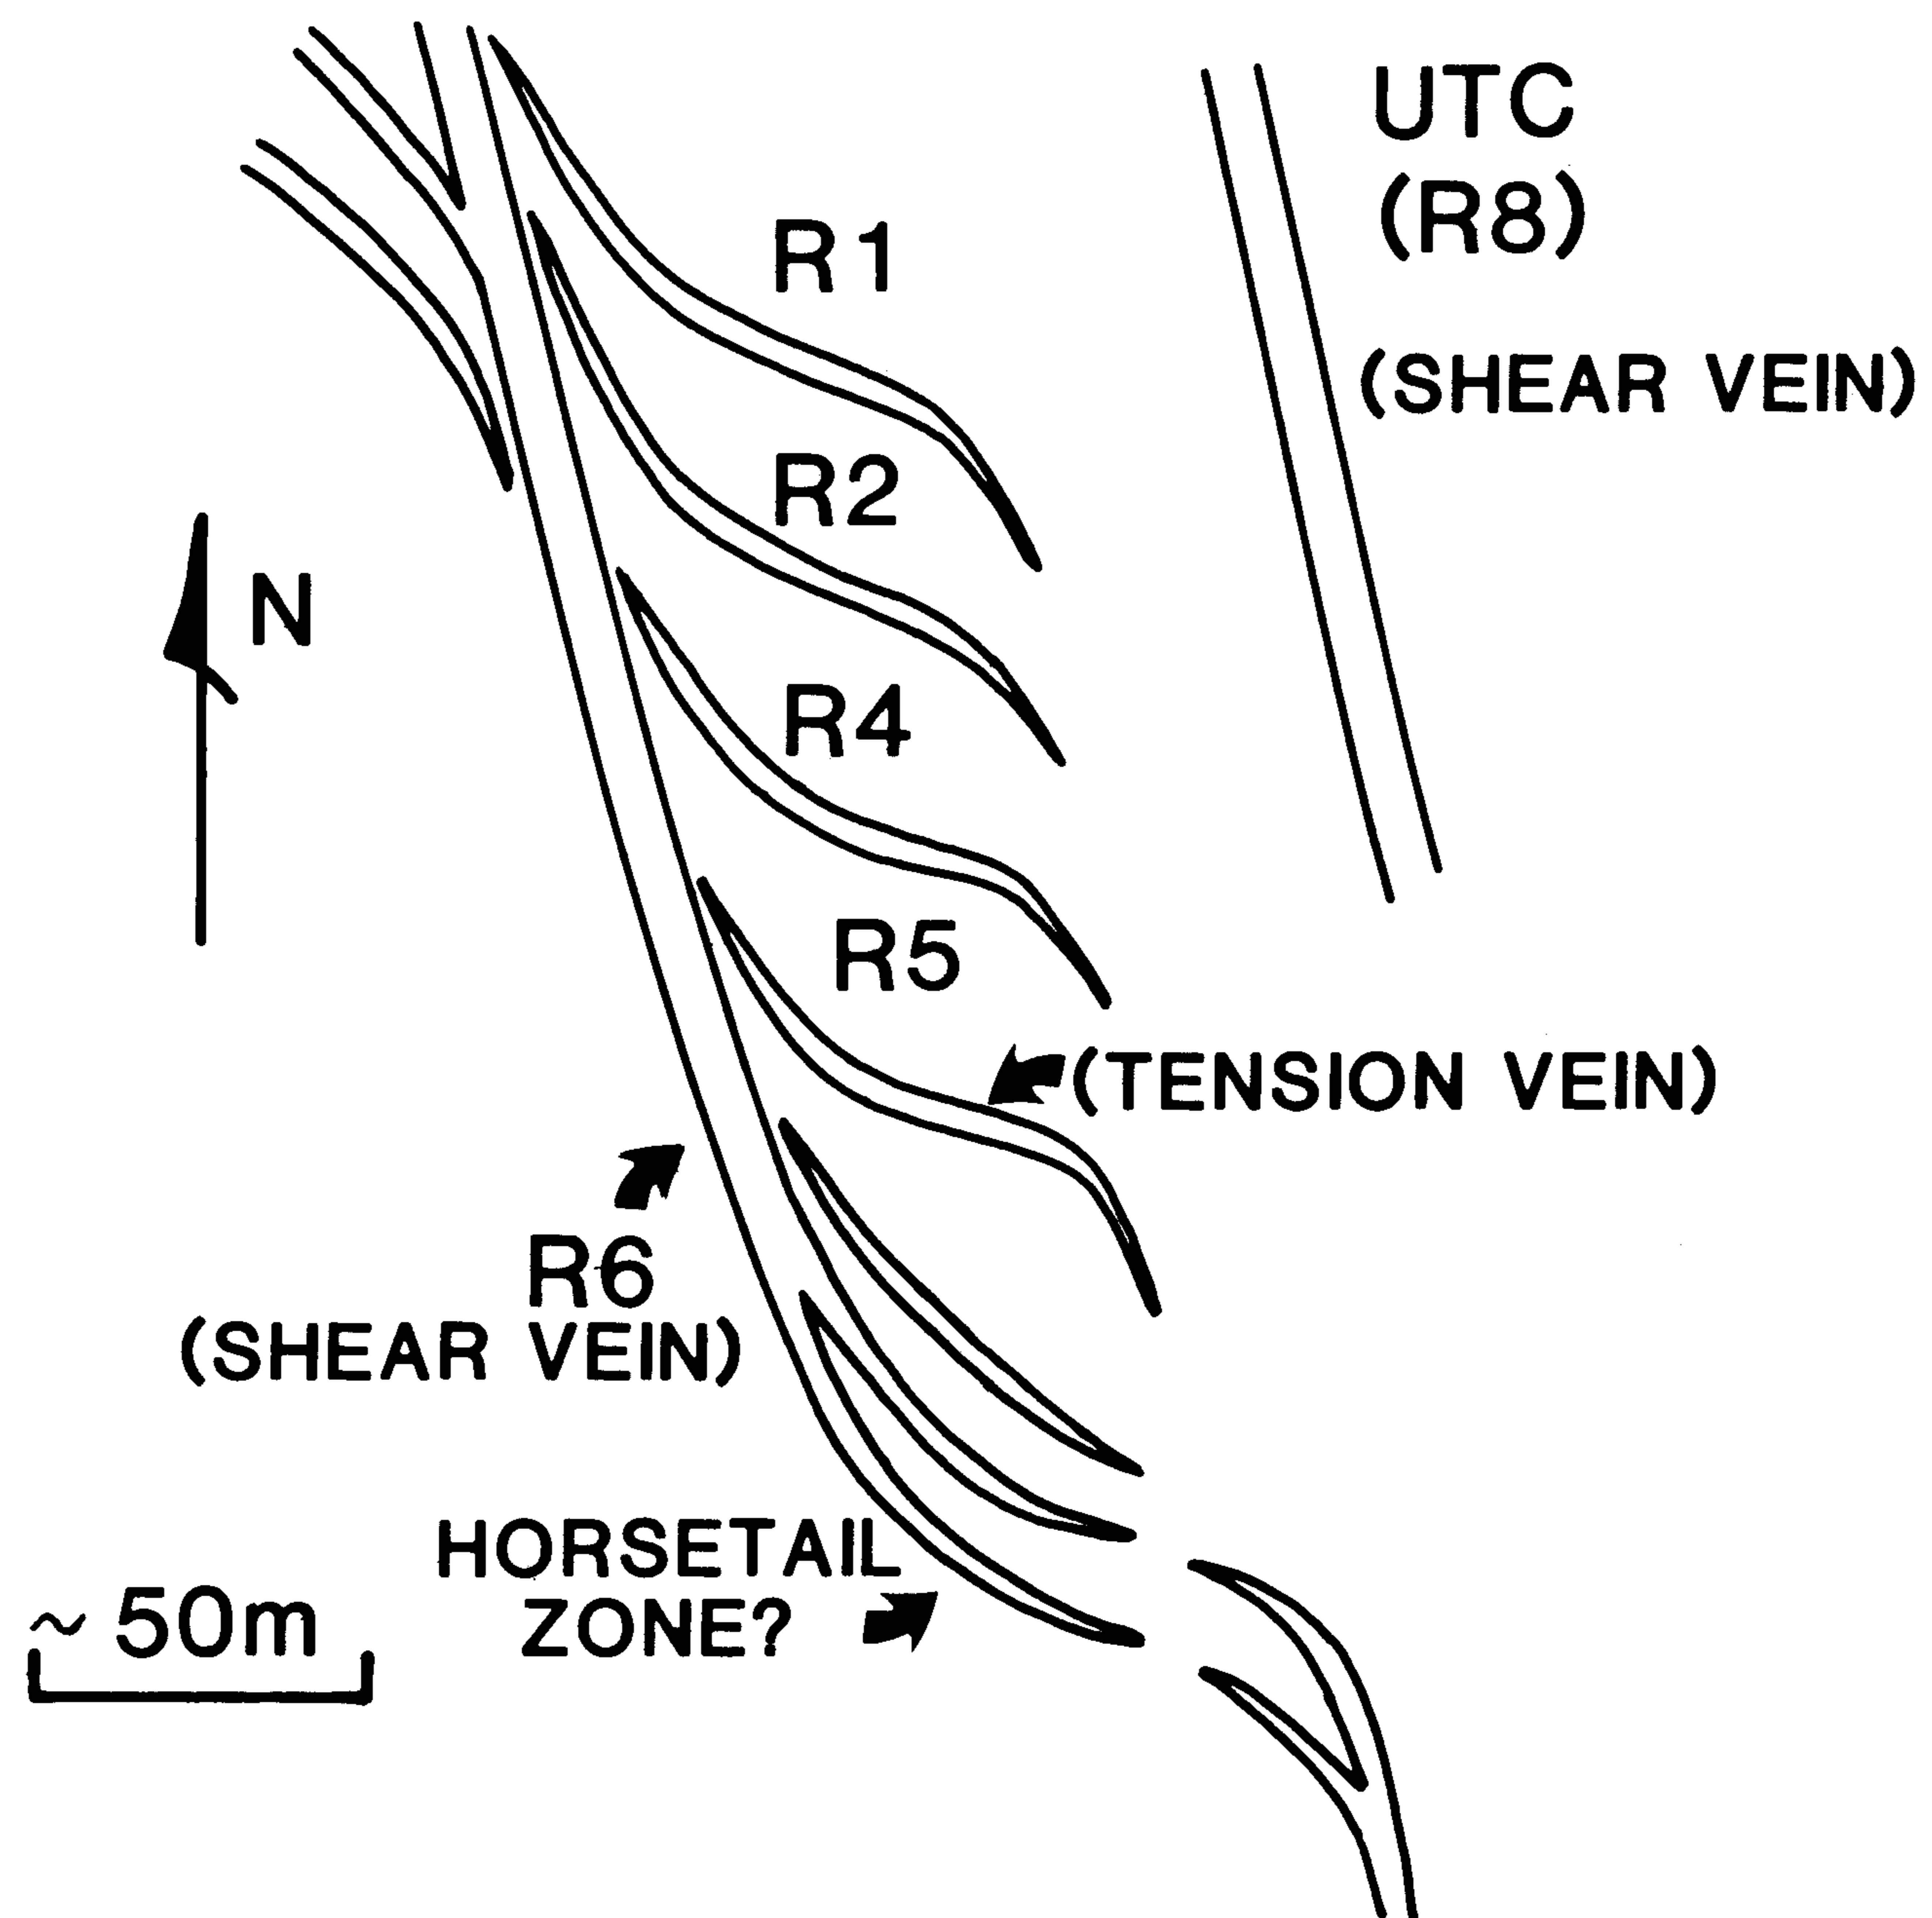 UTC
(R8)
R1
(SHEAR VEIN)
R2
N
R4
R5
(TENSION VEIN)
R6
(SHEAR VEIN)
HORSETAIL
ZONE?
~ 50m